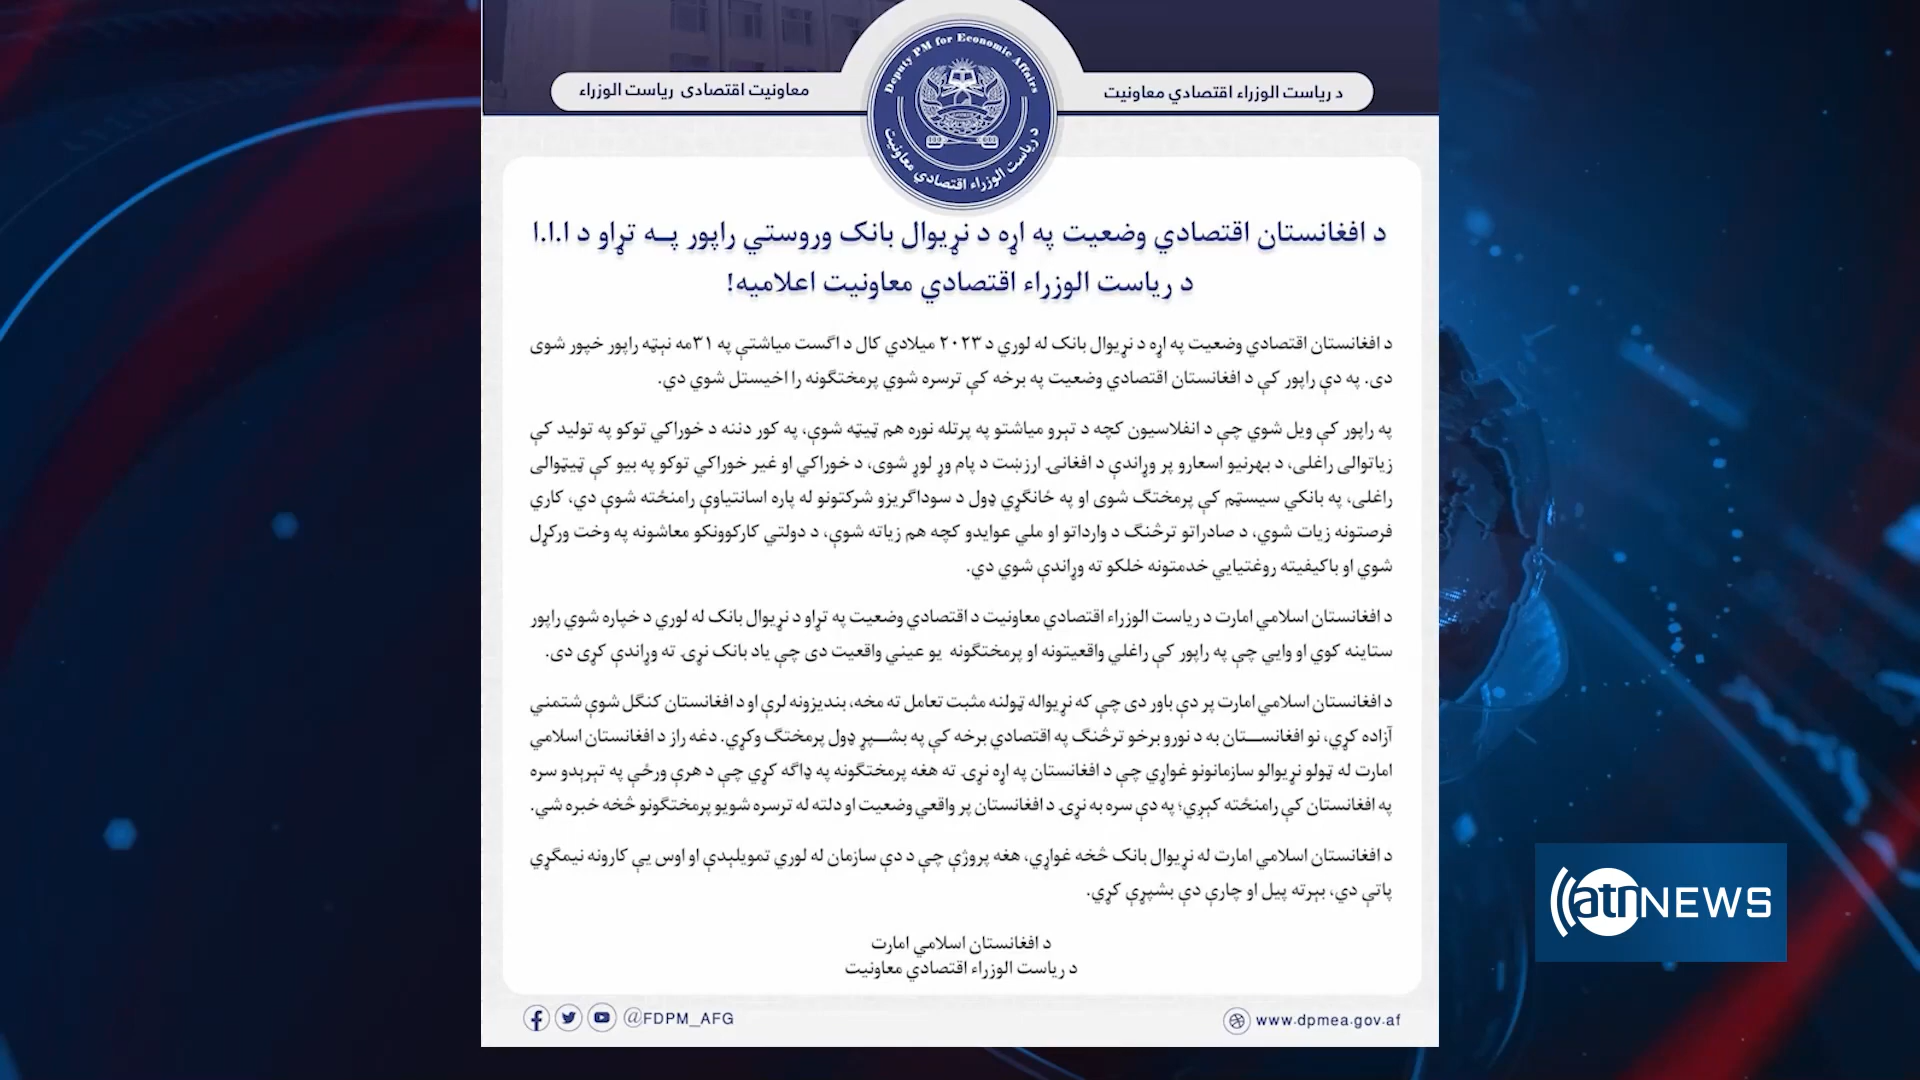 Deputy PM for Economic Affairs
د ریاست الوزراء اقتصادي معاونیت
معاونیت اقتصادی ریاست الوزراء
د ریاست الوزراء اقتصادي معاونیت
د افغانستان اقتصادي وضعیت په اړه د نړیوال بانک وروستي راپور پــه تړاو د ا.ا.ا
د ریاست الوزراء اقتصادي معاونیت اعلامیه!
د افغانستان اقتصادي وضعیت په اړه د نړیوال بانک له لوري د ۲۰۲۳ میلادي کال د اګست میاشتې په ۳۱مه نېټه راپور خپور شوی
دی. په دې راپور کې د افغانستان اقتصادي وضعیت په برخه کې ترسره شوي پرمختګونه را اخیستل شوي دي.
په راپور کې ویل شوي چې د انفلاسیون کچه د تېرو میاشتو په پرتله نوره هم ټیټه شوې، په کور دننه د خوراکي توکو په تولید کې
زیاتوالی راغلی، د بهرنیو اسعارو پر وړاندې د افغانۍ ارزښت د پام وړ لوړ شوی، د خوراکي او غیر خوراکي توکو په بیو کې ټیټوالی
راغلی، په بانکي سیسټم کې پرمختګ شوی او په ځانګړي ډول د سوداګریزو شرکتونو له پاره اسانتیاوې رامنځته شوې دي، کاري
فرصتونه زیات شوي، د صادراتو ترڅنګ د وارداتو او ملي عوایدو کچه هم زیاته شوې، د دولتي کارکوونکو معاشونه په وخت ورکړل
شوي او باکیفیته روغتیايي خدمتونه خلکو ته وړاندې شوي دي.
د افغانستان اسلامي امارت د ریاست الوزراء اقتصادي معاونیت د اقتصادي وضعیت په تړاو د نړیوال بانک له لوري د خپاره شوي راپور
ستاینه کوي او وايي چې په راپور کې راغلي واقعیتونه او پرمختګونه یو عیني واقعیت دی چې یاد بانک نړۍ ته وړاندې کړی دی.
د افغانستان اسلامي امارت پر دې باور دی چې که نړیواله ټولنه مثبت تعامل ته مخه، بندیزونه لرې او د افغانستان کنګل شوې شتمني
آزاده کړي، نو افغانســتان به د نورو برخو ترڅنګ په اقتصادي برخه کې په بشــپړ ډول پرمختګ وکړي. دغه راز د افغانستان اسلامي
امارت له ټولو نړیوالو سازمانونو غواړي چې د افغانستان په اړه نړۍ ته هغه پرمختګونه په ډاګه کړي چې د هرې ورځې په تېرېدو سره
په افغانستان کې رامنځته کېږي؛ په دې سره به نړۍ د افغانستان پر واقعي وضعیت او دلته له ترسره شویو پرمختګونو څخه خبره شي.
د افغانستان اسلامي امارت له نړیوال بانک څخه غواړي، هغه پروژې چې د دې سازمان له لوري تمویلېدې او اوس یې کارونه نیمګړي
پاتې دي، بېرته پیل او چارې دې بشپړې کړي.
د افغانستان اسلامي امارت
د ریاست الوزراء اقتصادي معاونیت
@FDPM_AFG
www.dpmea.gov.af
atn NEWS